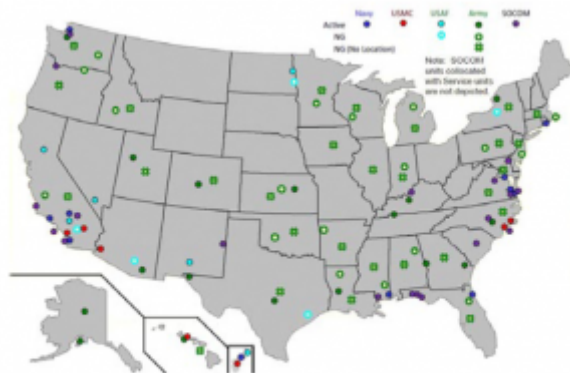 Navy USMC USAF Army SOCOM
Active
NG
NG (No Location)
Note: SOCOM
units collocated
with Service units
are not depicted.